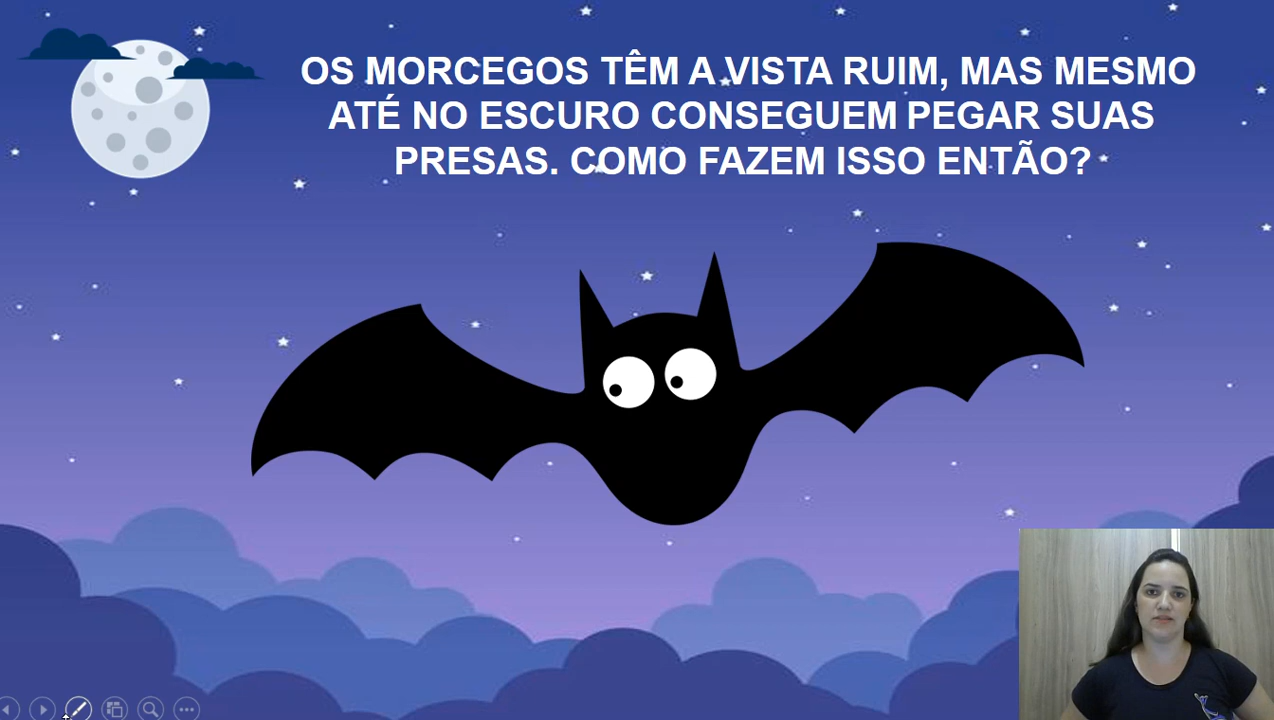 OS MORCEGOS TÊM A VISTA RUIM, MAS MESMO
ATÉ NO ESCURO CONSEGUEM PEGAR SUAS
PRESAS. COMO FAZEM ISSO ENTÃO?